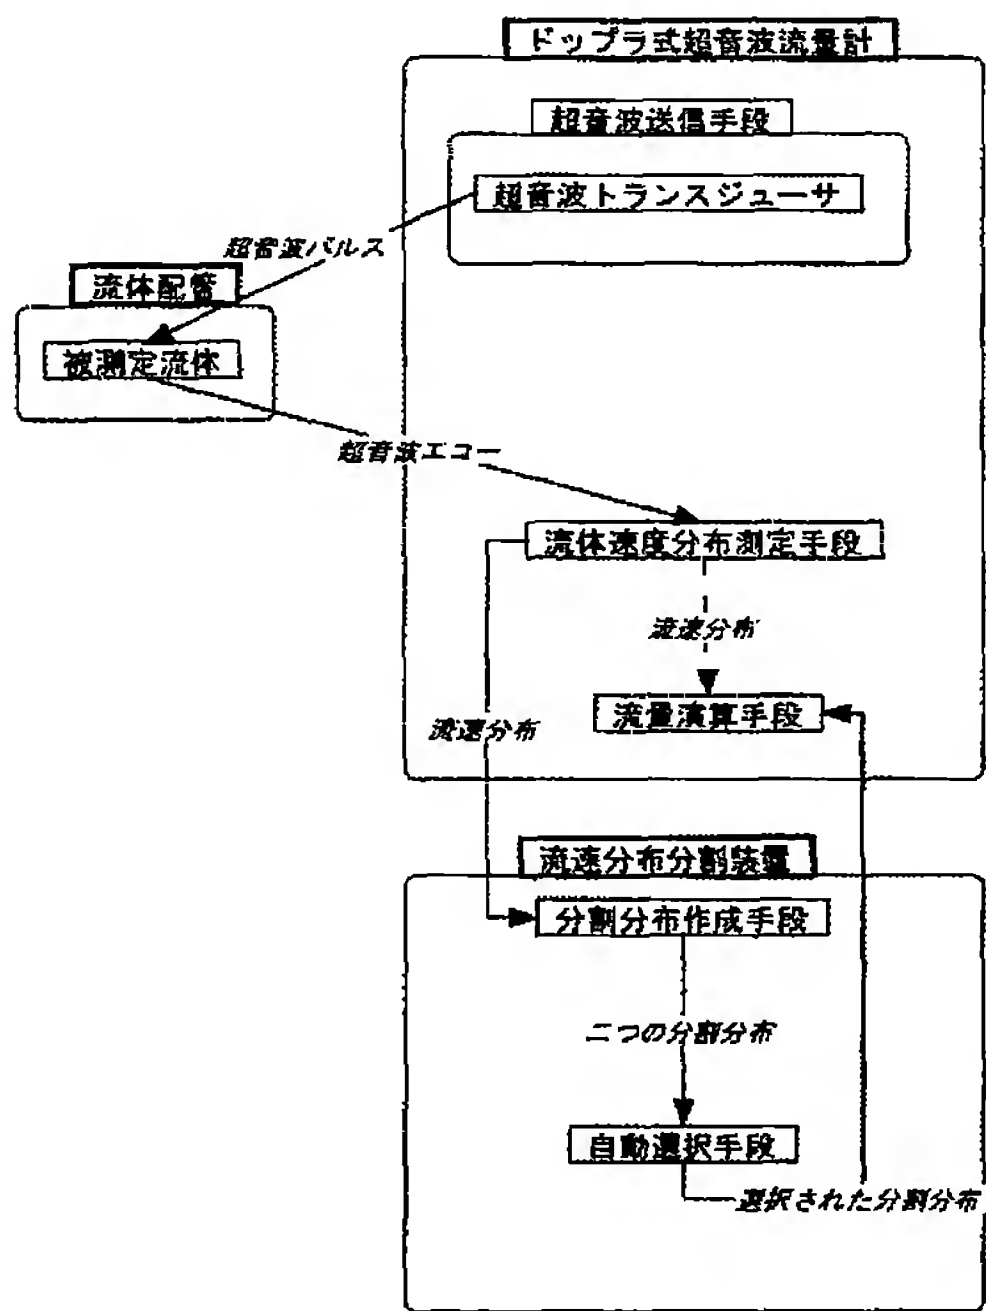 ドップラ式超音波流量計
超音波送信手段
超音波トランスジューサ
超音波パルス
流体配管
被測定流体
超音波エコー
流体速度分布測定手段
流速分布
流量演算手段
流速分布
流速分布分割装置
分割分布作成手段
二つの分割分布
自動選択手段
選択された分割分布